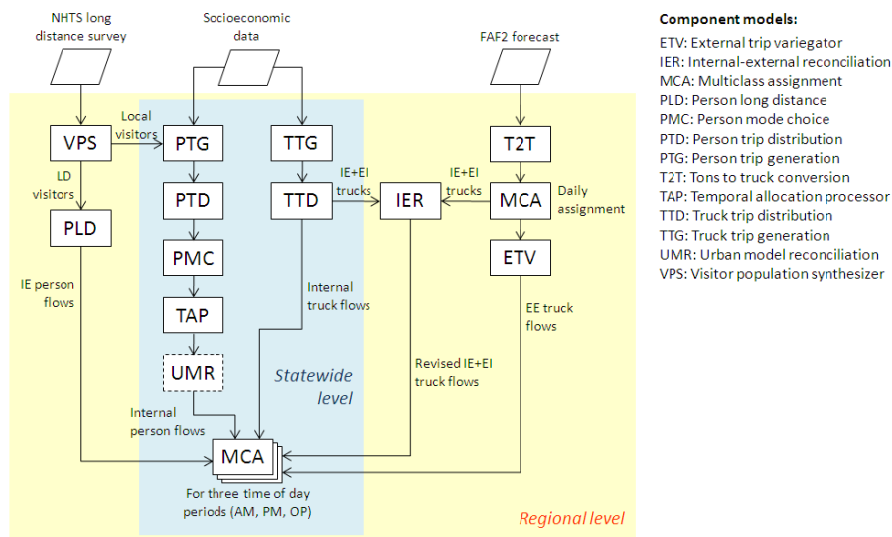 NHTS long
distance survey
Socioeconomic
data
FAF2 forecast
Component models:
ETV: External trip variegator
IER: Internal-external reconciliation
MCA: Multiclass assignment
PLD: Person long distance
PMC: Person mode choice
PTD: Person trip distribution
PTG: Person trip generation
T2T: Tons to truck conversion
TAP: Temporal allocation processor
TTD: Truck trip distribution
TTG: Truck trip generation
UMR: Urban model reconciliation
VPS: Visitor population synthesizer
VPS
Local
visitors
PTG
TTG
T2T
LD
visitors
PTD
TTD
IE+EI
trucks
IER
IE+EI
trucks
MCA
Daily
assignment
PLD
PMC
ETV
IE person
flows
Internal
truck flows
TAP
EE truck
flows
UMR
Statewide
level
Revised IE+EI
truck flows
Internal
person flows
MCA
For three time of day
periods (AM, PM, OP)
Regional level